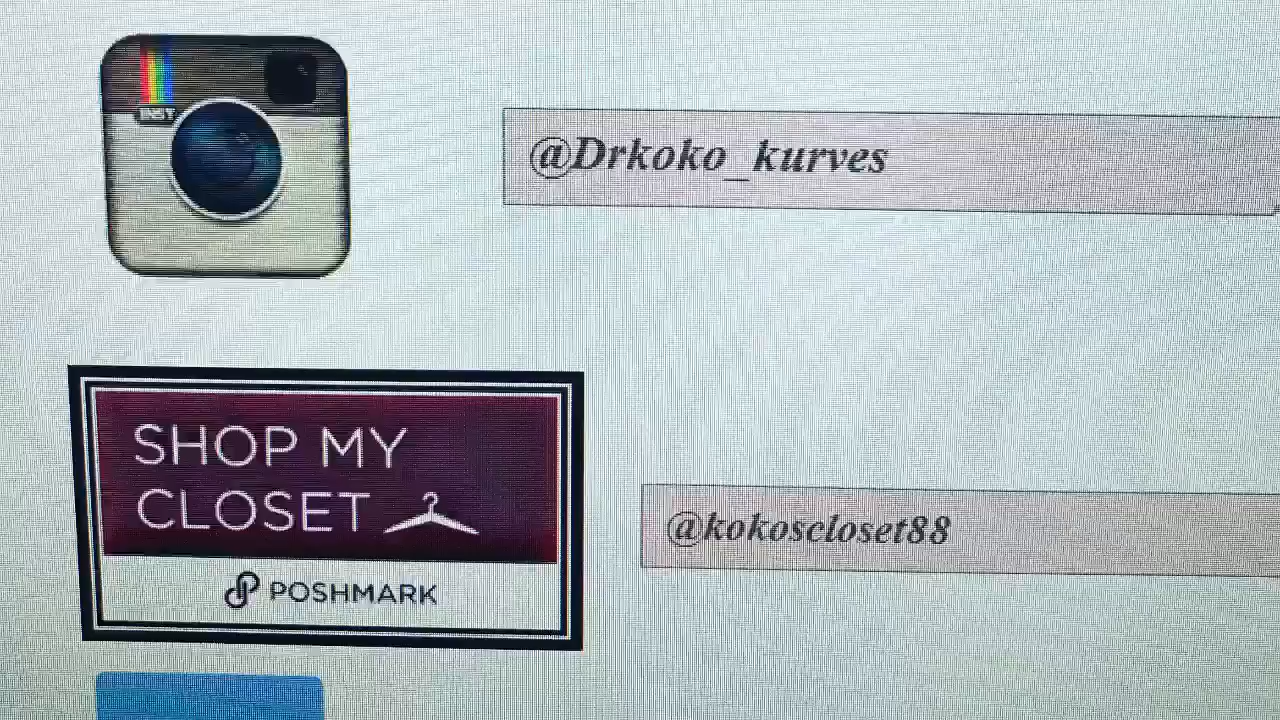 INST
@Drkoko_kurves
SHOP MY
CLOSET
POSHMARK
@kokoscloset88